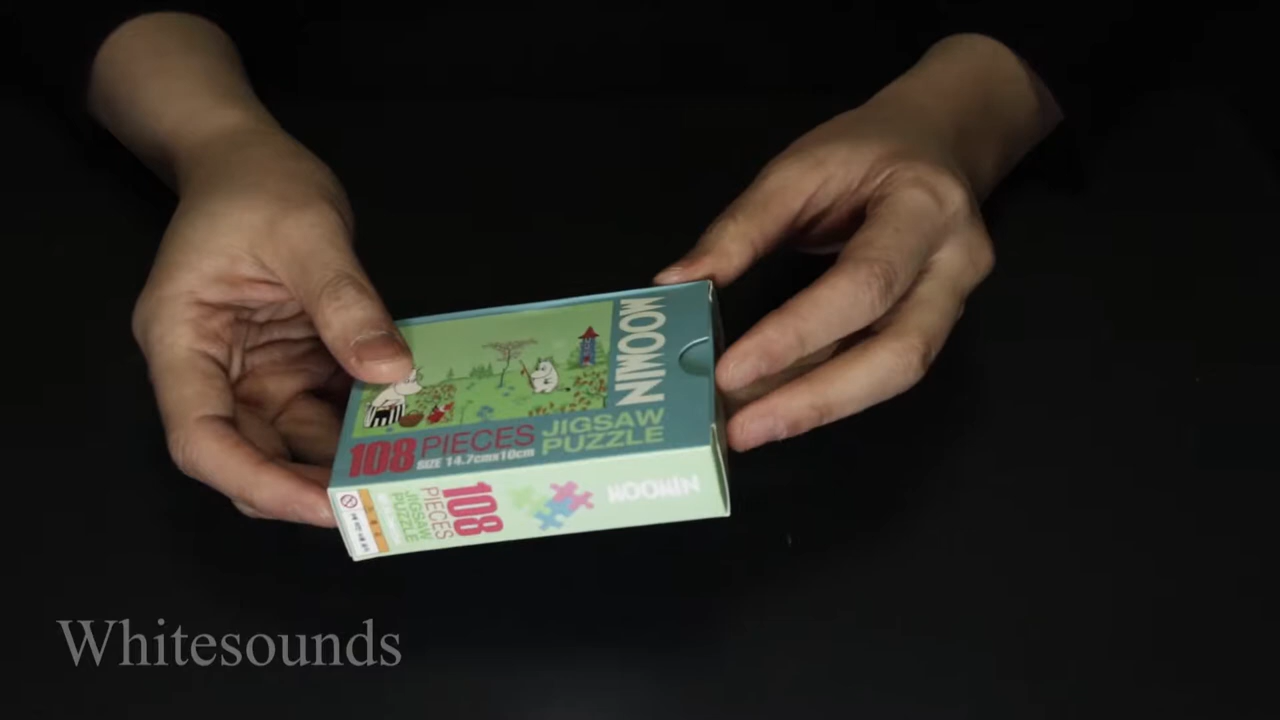 MOOMIN
JIGSAW
PUZZLE
108 PIECES
SIZE 14.7cmx10cm
108
PIECES
JIGSAW
PUZZLE
MOOMIN
Whitesounds